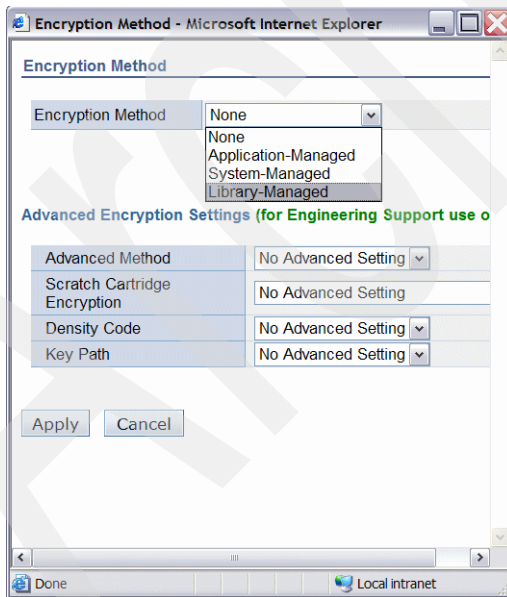 Encryption Method - Microsoft Internet Explorer
Encryption Method
Encryption Method None
None
Application-Managed
System-Managed
Library-Managed
Advanced Encryption Settings (for Engineering Support use o
Advanced Method No Advanced Setting
Scratch Cartridge
Encryption No Advanced Setting
Density Code No Advanced Setting
Key Path No Advanced Setting
Apply Cancel
Done Local intranet